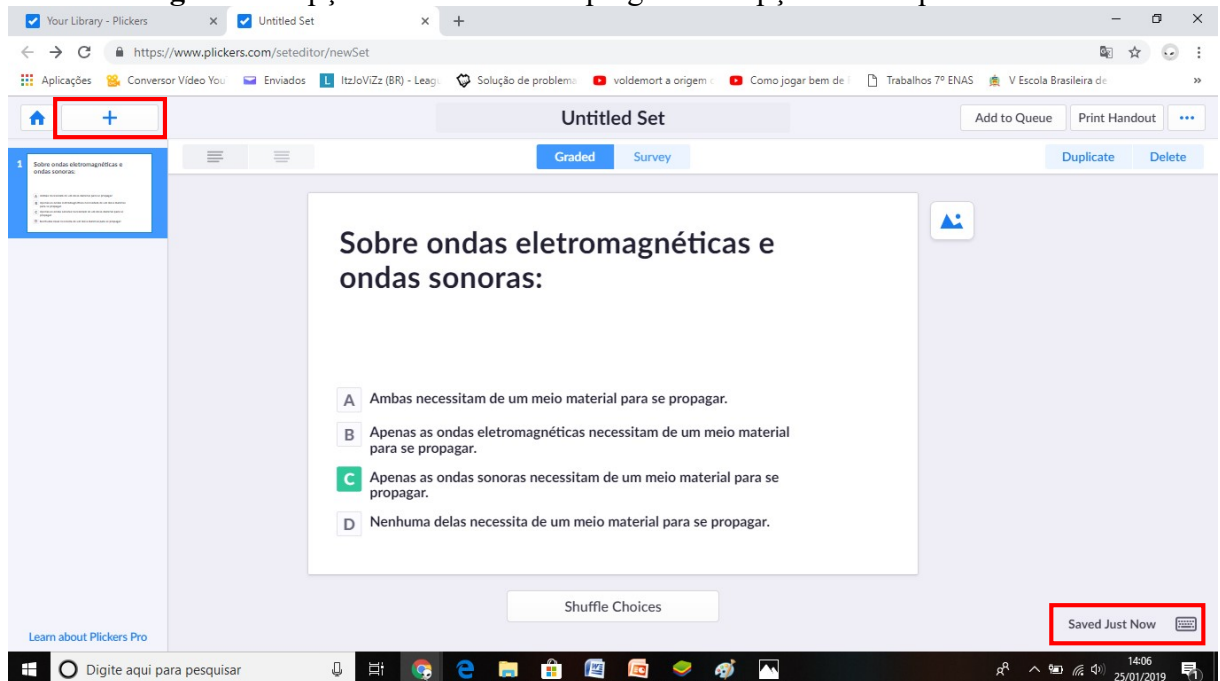 Your Library - Plickers
Untitled Set
https://www.plickers.com/seteditor/newSet
Aplicações
Conversor Vídeo You
Enviados
ItzJoViZz (BR) - Leag
Solução de problema
voldemort a origem
Como jogar bem de
Trabalhos 7º ENAS
V Escola Brasileira de
»
+
Untitled Set
Add to Queue
Print Handout
1
Sobre ondas eletromagnéticas e
ondas sonoras:
Graded
Survey
Duplicate
Delete
Sobre ondas eletromagnéticas e
ondas sonoras:
A Ambas necessitam de um meio material para se propagar.
B Apenas as ondas eletromagnéticas necessitam de um meio material
para se propagar.
C Apenas as ondas sonoras necessitam de um meio material para se
propagar.
D Nenhuma delas necessita de um meio material para se propagar.
Shuffle Choices
Saved Just Now
Learn about Plickers Pro
Digite aqui para pesquisar
14:06
25/01/2019